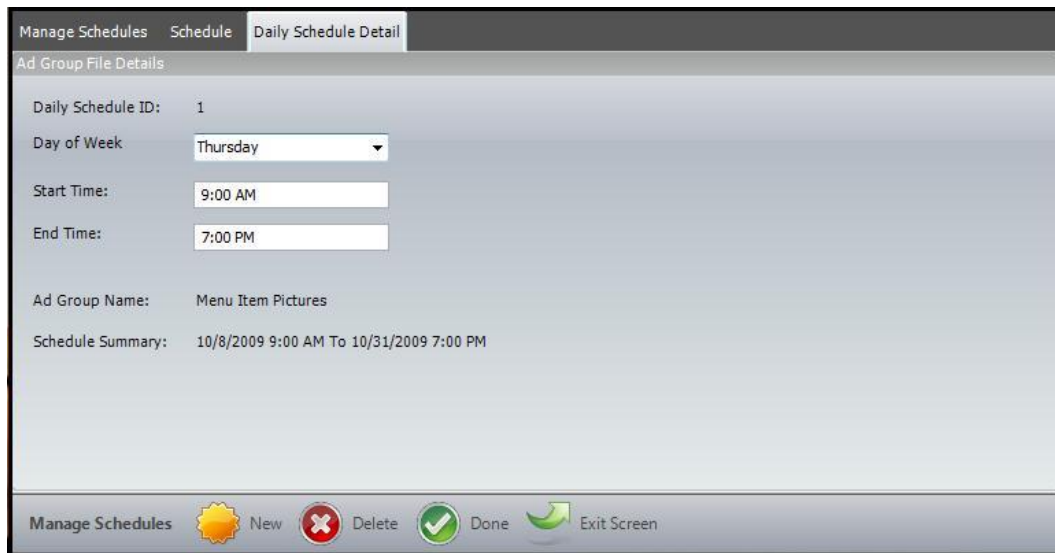 Manage Schedules Schedule Daily Schedule Detail
Ad Group File Details
Daily Schedule ID: 1
Day of Week Thursday
Start Time: 9:00 AM
End Time: 7:00 PM
Ad Group Name: Menu Item Pictures
Schedule Summary: 10/8/2009 9:00 AM To 10/31/2009 7:00 PM
Manage Schedules New Delete Done Exit Screen